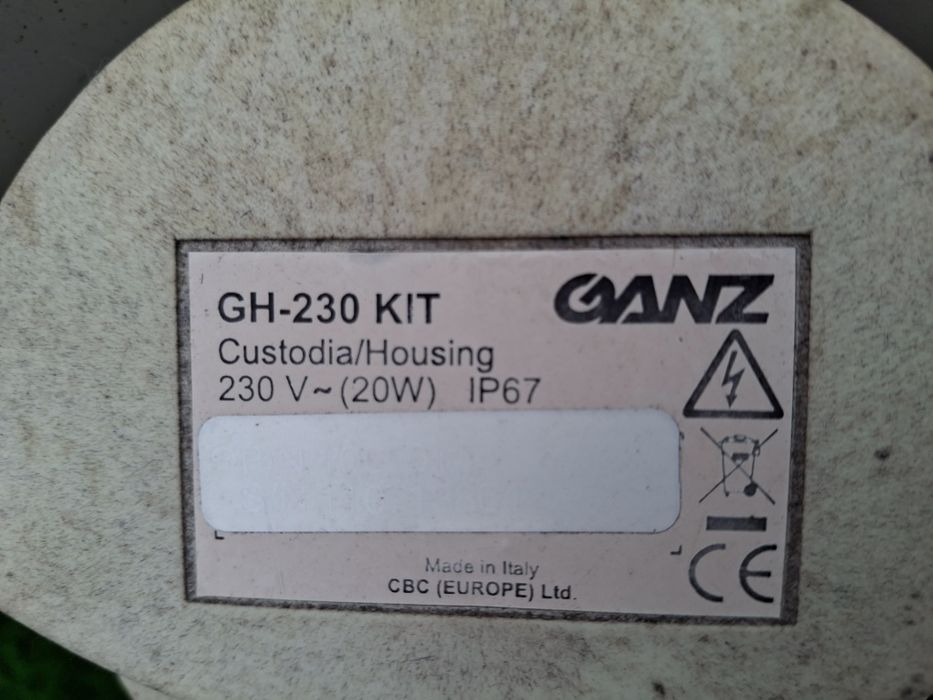 GH-230 KIT
GANZ
Custodia/Housing
230 V~(20W) IP67
Made in Italy
CBC (EUROPE) Ltd.
CE